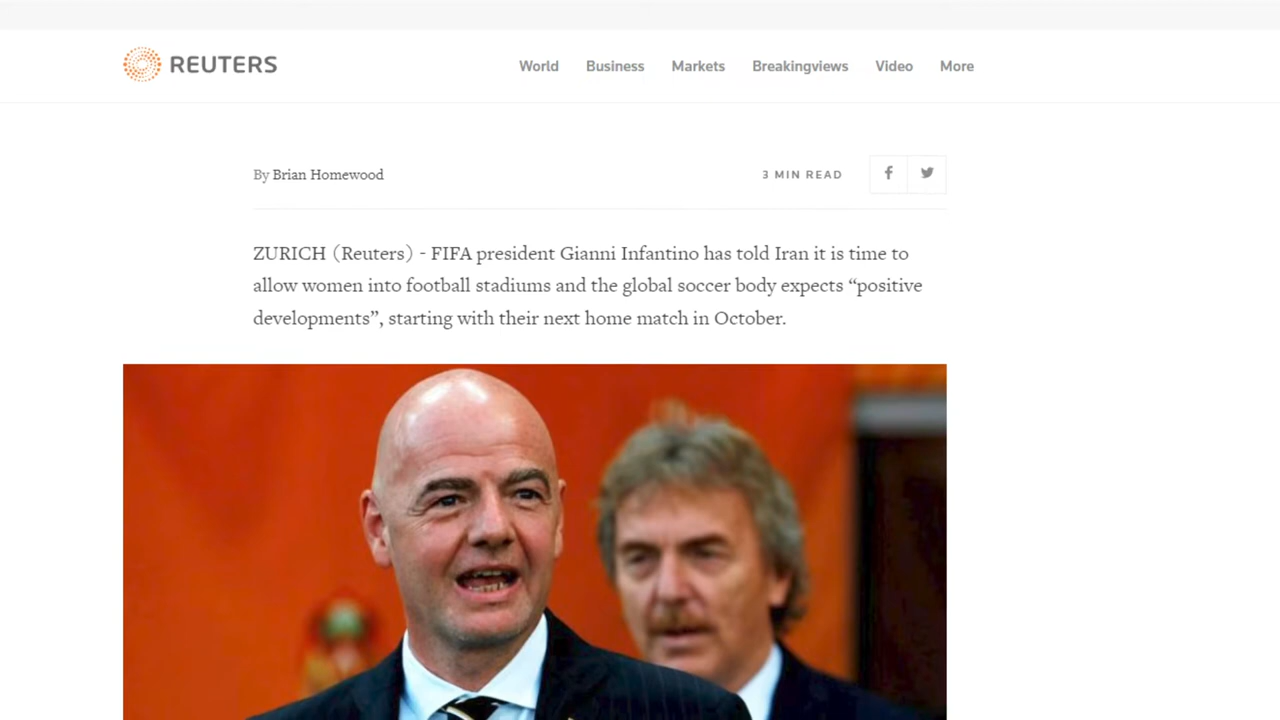 REUTERS
World Business Markets Breakingviews Video More
By Brian Homewood
3 MIN READ
ZURICH (Reuters) - FIFA president Gianni Infantino has told Iran it is time to
allow women into football stadiums and the global soccer body expects “positive
developments”, starting with their next home match in October.